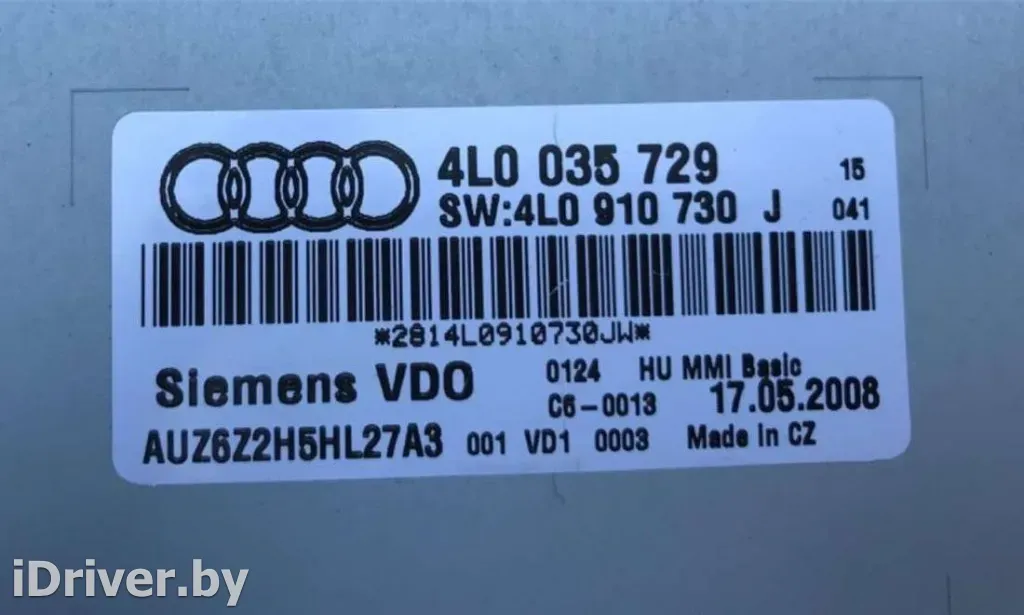 4L0 035 729 15
SW:4L0 910 730 J 041
*2814L0910730JW*
Siemens VDO 0124 HU MMI Basic
C6-0013 17.05.2008
AUZ6Z2H5HL27A3 001 VD1 0003 Made in CZ
iDriver.by